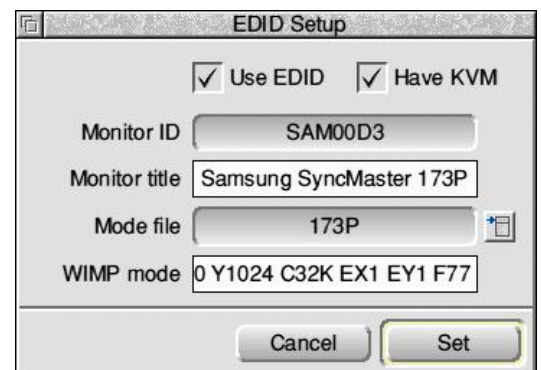 EDID Setup
Use EDID Have KVM
Monitor ID SAM00D3
Monitor title Samsung SyncMaster 173P
Mode file 173P
WIMP mode 0 Y1024 C32K EX1 EY1 F77
Cancel Set